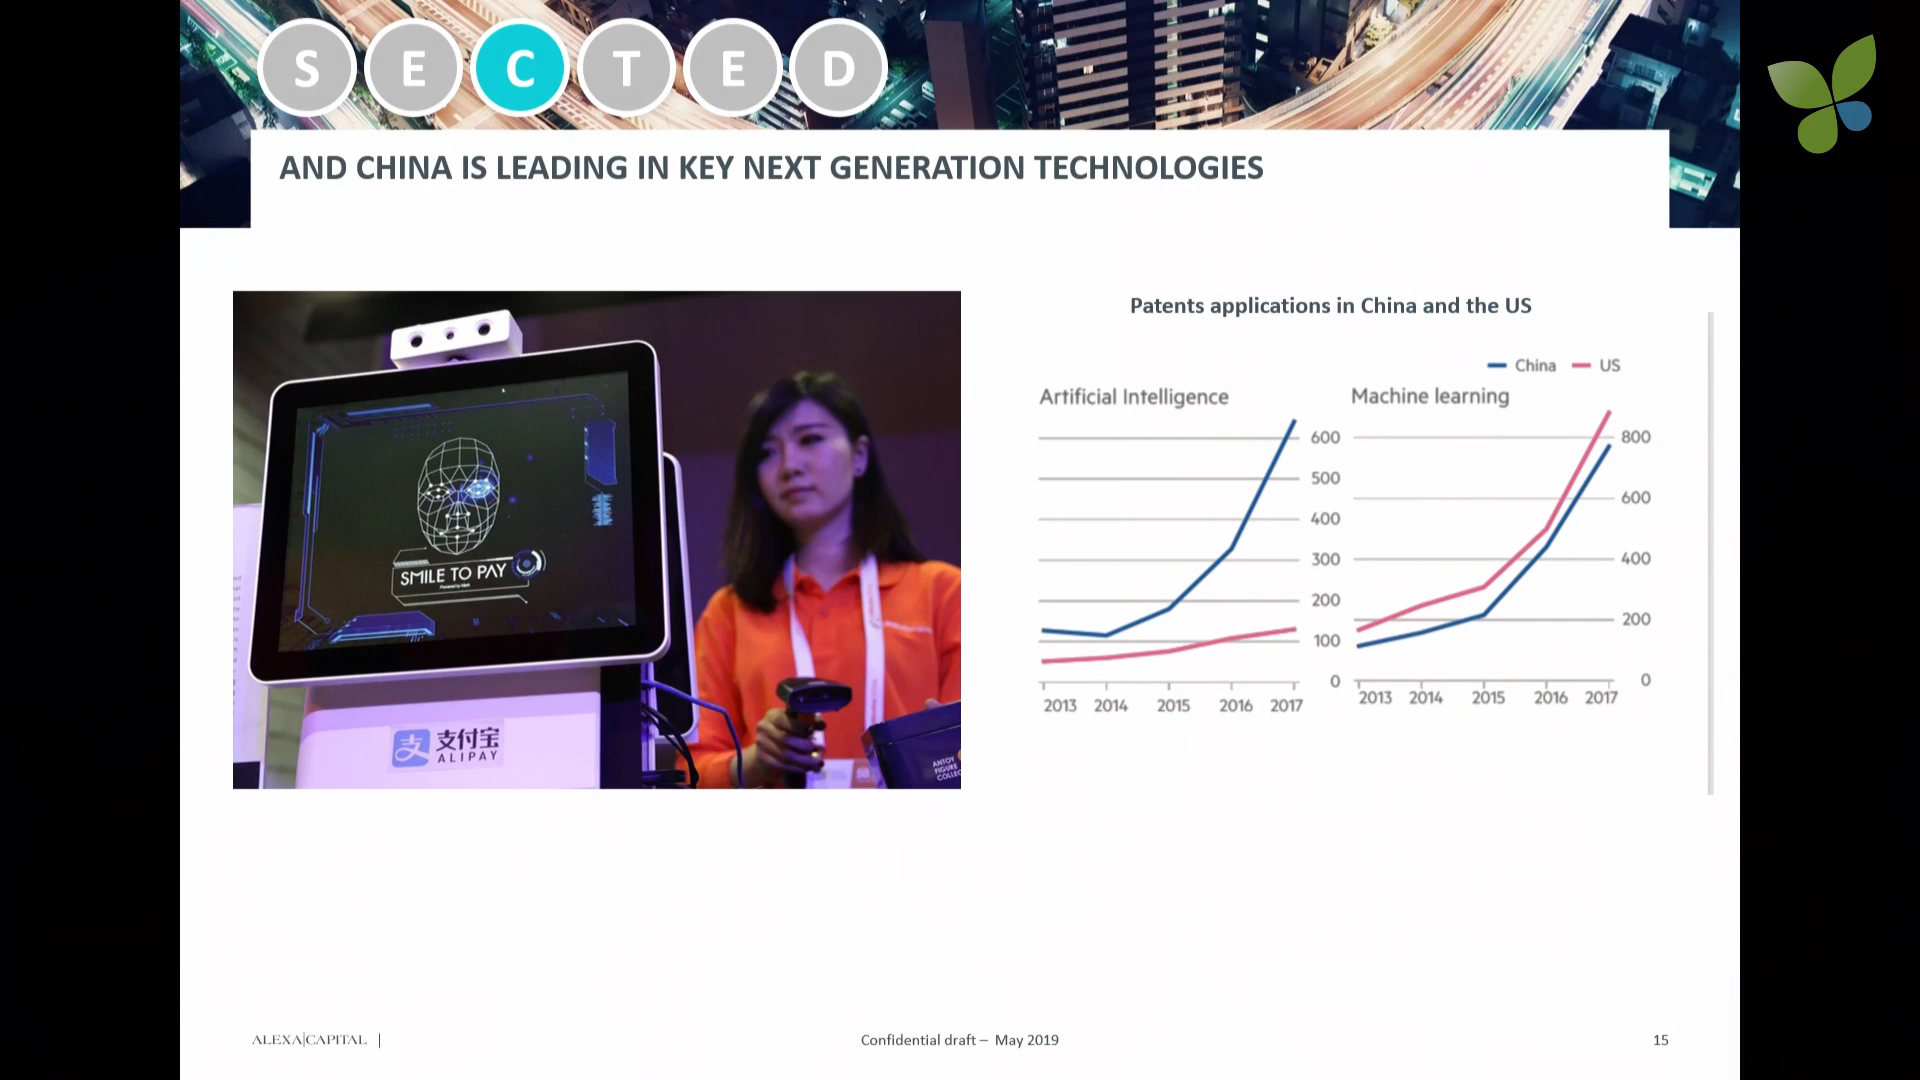 S E C T E D
AND CHINA IS LEADING IN KEY NEXT GENERATION TECHNOLOGIES
SMILE TO PAY
支付宝
ALIPAY
ANTOY
FIGURE
Patents applications in China and the US
China US
Artificial Intelligence
600
500
400
300
200
100
0
2013 2014 2015 2016 2017
Machine learning
800
600
400
200
0
2013 2014 2015 2016 2017
ALEXA|CAPITAL |
Confidential draft – May 2019
15